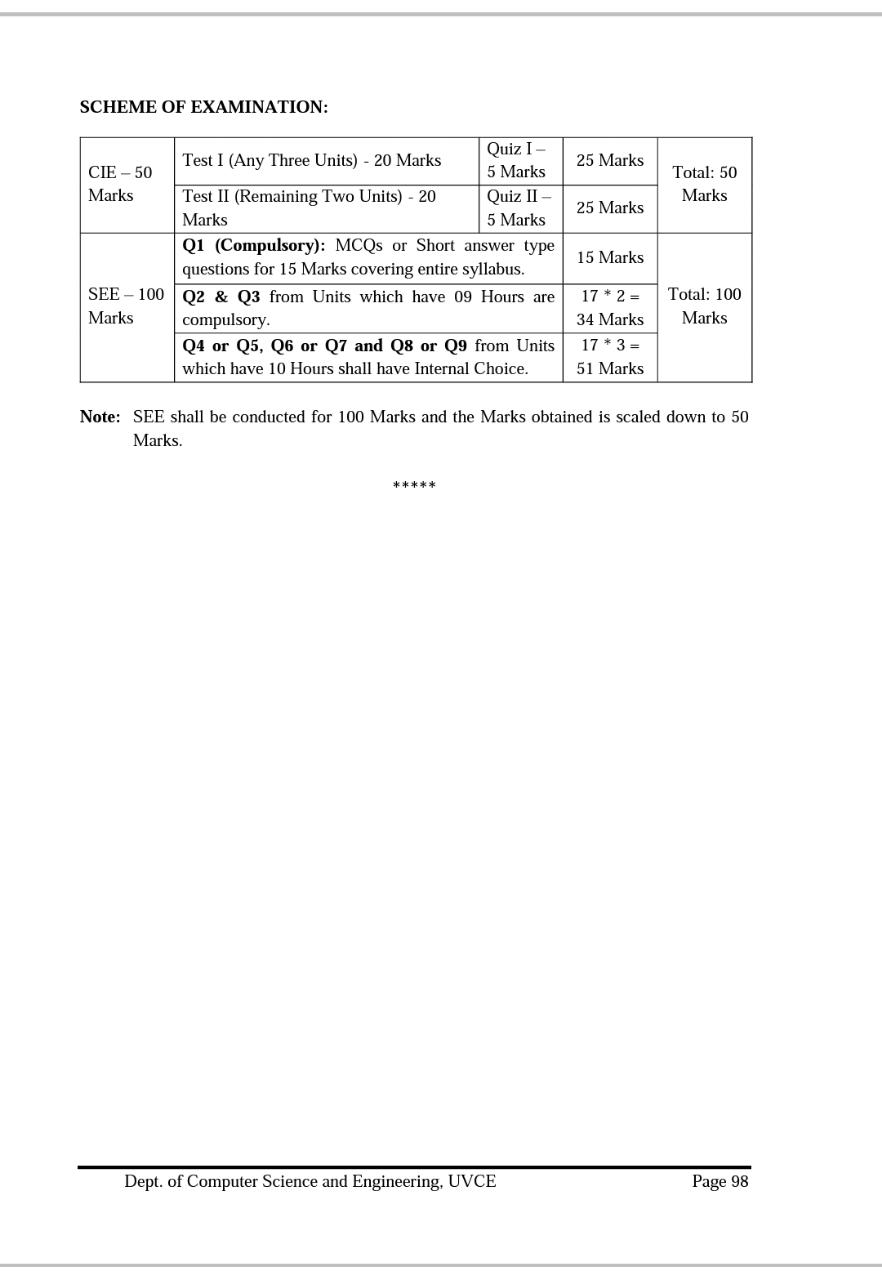 SCHEME OF EXAMINATION:
CIE – 50
Marks
Test I (Any Three Units) - 20 Marks
Quiz I –
5 Marks
25 Marks
Total: 50
Marks
Test II (Remaining Two Units) - 20
Marks
Quiz II –
5 Marks
25 Marks
SEE – 100
Marks
Q1 (Compulsory): MCQs or Short answer type
questions for 15 Marks covering entire syllabus.
15 Marks
Total: 100
Marks
Q2 & Q3 from Units which have 09 Hours are
compulsory.
17 * 2 =
34 Marks
Q4 or Q5, Q6 or Q7 and Q8 or Q9 from Units
which have 10 Hours shall have Internal Choice.
17 * 3 =
51 Marks
Note: SEE shall be conducted for 100 Marks and the Marks obtained is scaled down to 50
Marks.
*****
Dept. of Computer Science and Engineering, UVCE Page 98